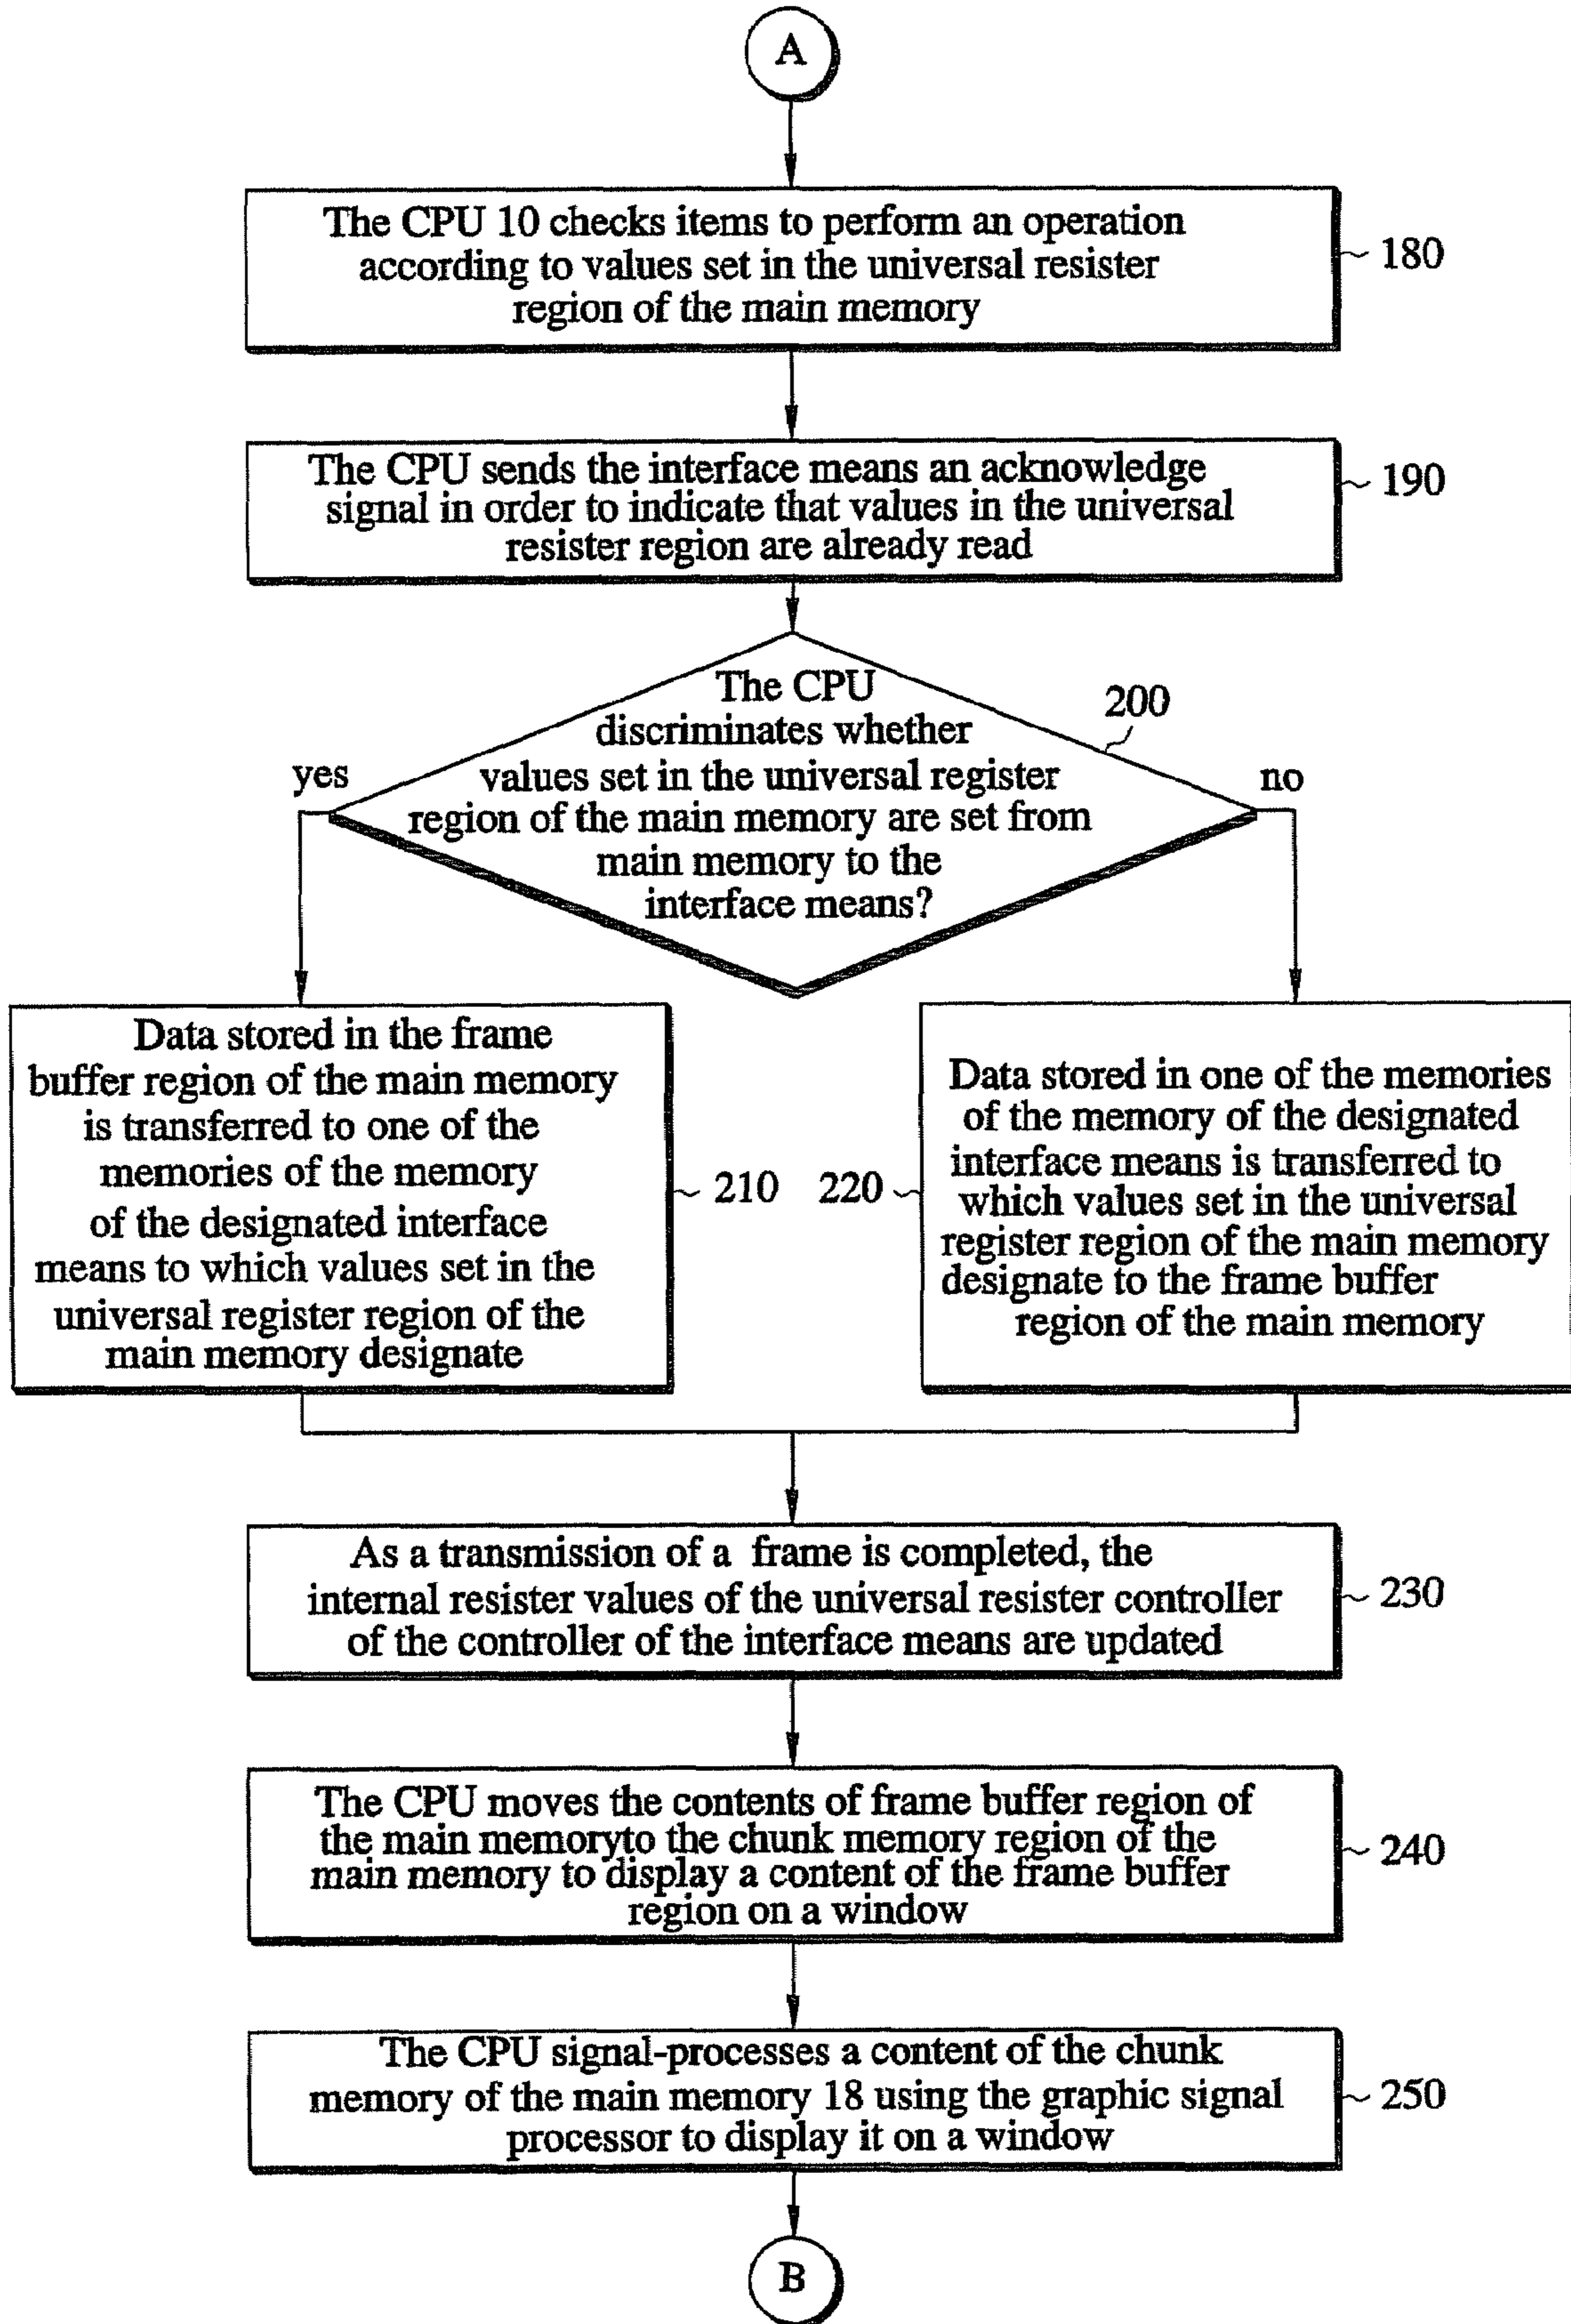 A
The CPU 10 checks items to perform an operation
according to values set in the universal resister
region of the main memory
180
The CPU sends the interface means an acknowledge
signal in order to indicate that values in the universal
resister region are already read
190
The CPU
discriminates whether
values set in the universal register
region of the main memory are set from
main memory to the
interface means?
200
yes
no
Data stored in the frame
buffer region of the main memory
is transferred to one of the
memories of the memory
of the designated interface
means to which values set in the
universal register region of the
main memory designate
210
220
Data stored in one of the memories
of the memory of the designated
interface means is transferred to
which values set in the universal
register region of the main memory
designate to the frame buffer
region of the main memory
As a transmission of a frame is completed, the
internal resister values of the universal resister controller
of the controller of the interface means are updated
230
The CPU moves the contents of frame buffer region of
the main memoryto the chunk memory region of the
main memory to display a content of the frame buffer
region on a window
240
The CPU signal-processes a content of the chunk
memory of the main memory 18 using the graphic signal
processor to display it on a window
250
B